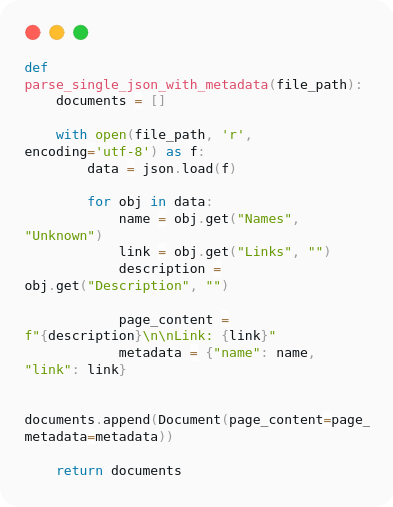 def
parse_single_json_with_metadata(file_path):
    documents = []

    with open(file_path, 'r',
encoding='utf-8') as f:
        data = json.load(f)

        for obj in data:
            name = obj.get("Names",
"Unknown")
            link = obj.get("Links", "")
            description =
obj.get("Description", "")

            page_content =
f"{description}\n\nLink: {link}"
            metadata = {"name": name,
"link": link}

documents.append(Document(page_content=page_
metadata=metadata))

    return documents